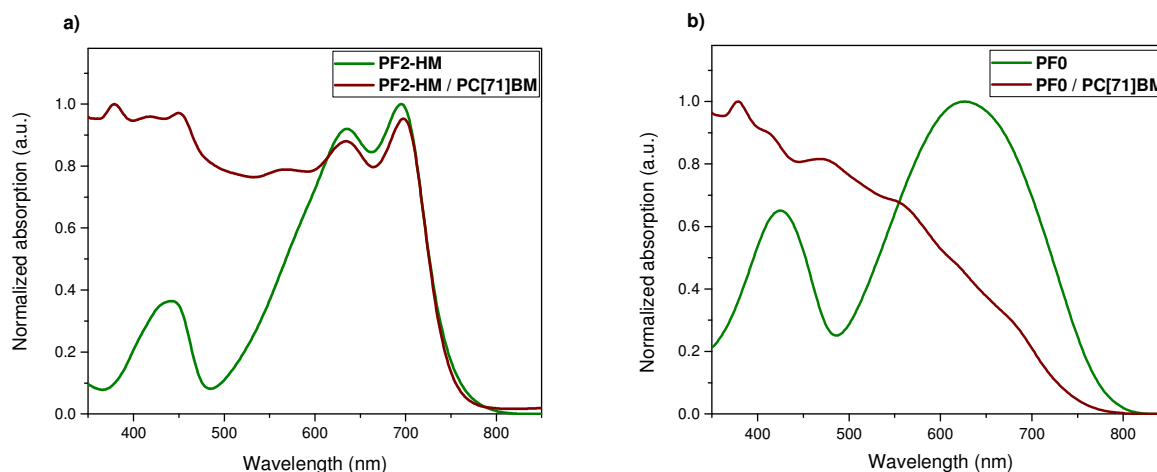 a)
PF2-HM
PF2-HM / PC[71]BM
1.0
0.8
0.6
0.4
0.2
0.0
400 500 600 700 800
Wavelength (nm)
Normalized absorption (a.u.)
b)
PF0
PF0 / PC[71]BM
1.0
0.8
0.6
0.4
0.2
0.0
400 500 600 700 800
Wavelength (nm)
Normalized absorption (a.u.)